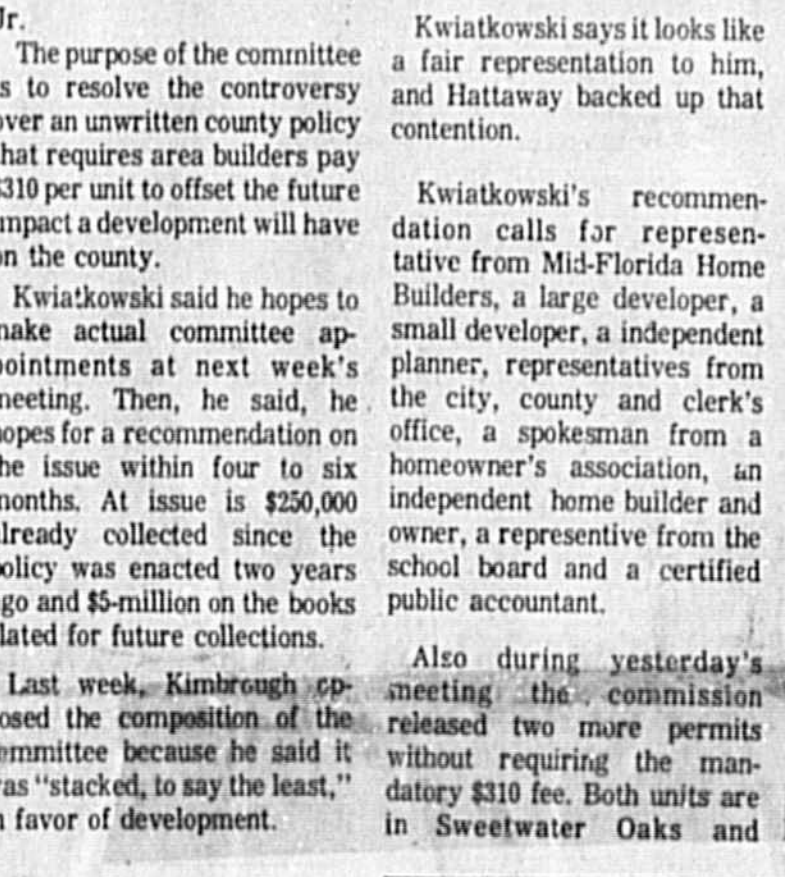 Jr.
The purpose of the committee
s to resolve the controversy
over an unwritten county policy
hat requires area builders pay
$310 per unit to offset the future
mpact a development will have
on the county.
Kwiatkowski said he hopes to
make actual committee ap-
pointments at next week's
meeting. Then, he said, he
hopes for a recommendation on
he issue within four to six
months. At issue is $250,000
lready collected since the
policy was enacted two years
go and $5-million on the books
lated for future collections.
Last week, Kimbrough op-
osed the composition of the
ommittee because he said it
as "stacked, to say the least,"
favor of development.
Kwiatkowski says it looks like
a fair representation to him,
and Hattaway backed up that
contention.
Kwiatkowski's recommen-
dation calls for represen-
tative from Mid-Florida Home
Builders, a large developer, a
small developer, a independent
planner, representatives from
the city, county and clerk's
office, a spokesman from a
homeowner's association, an
independent home builder and
owner, a representive from the
school board and a certified
public accountant.
Also during yesterday's
meeting the commission
released two more permits
without requiring the man-
datory $310 fee. Both units are
in Sweetwater Oaks and